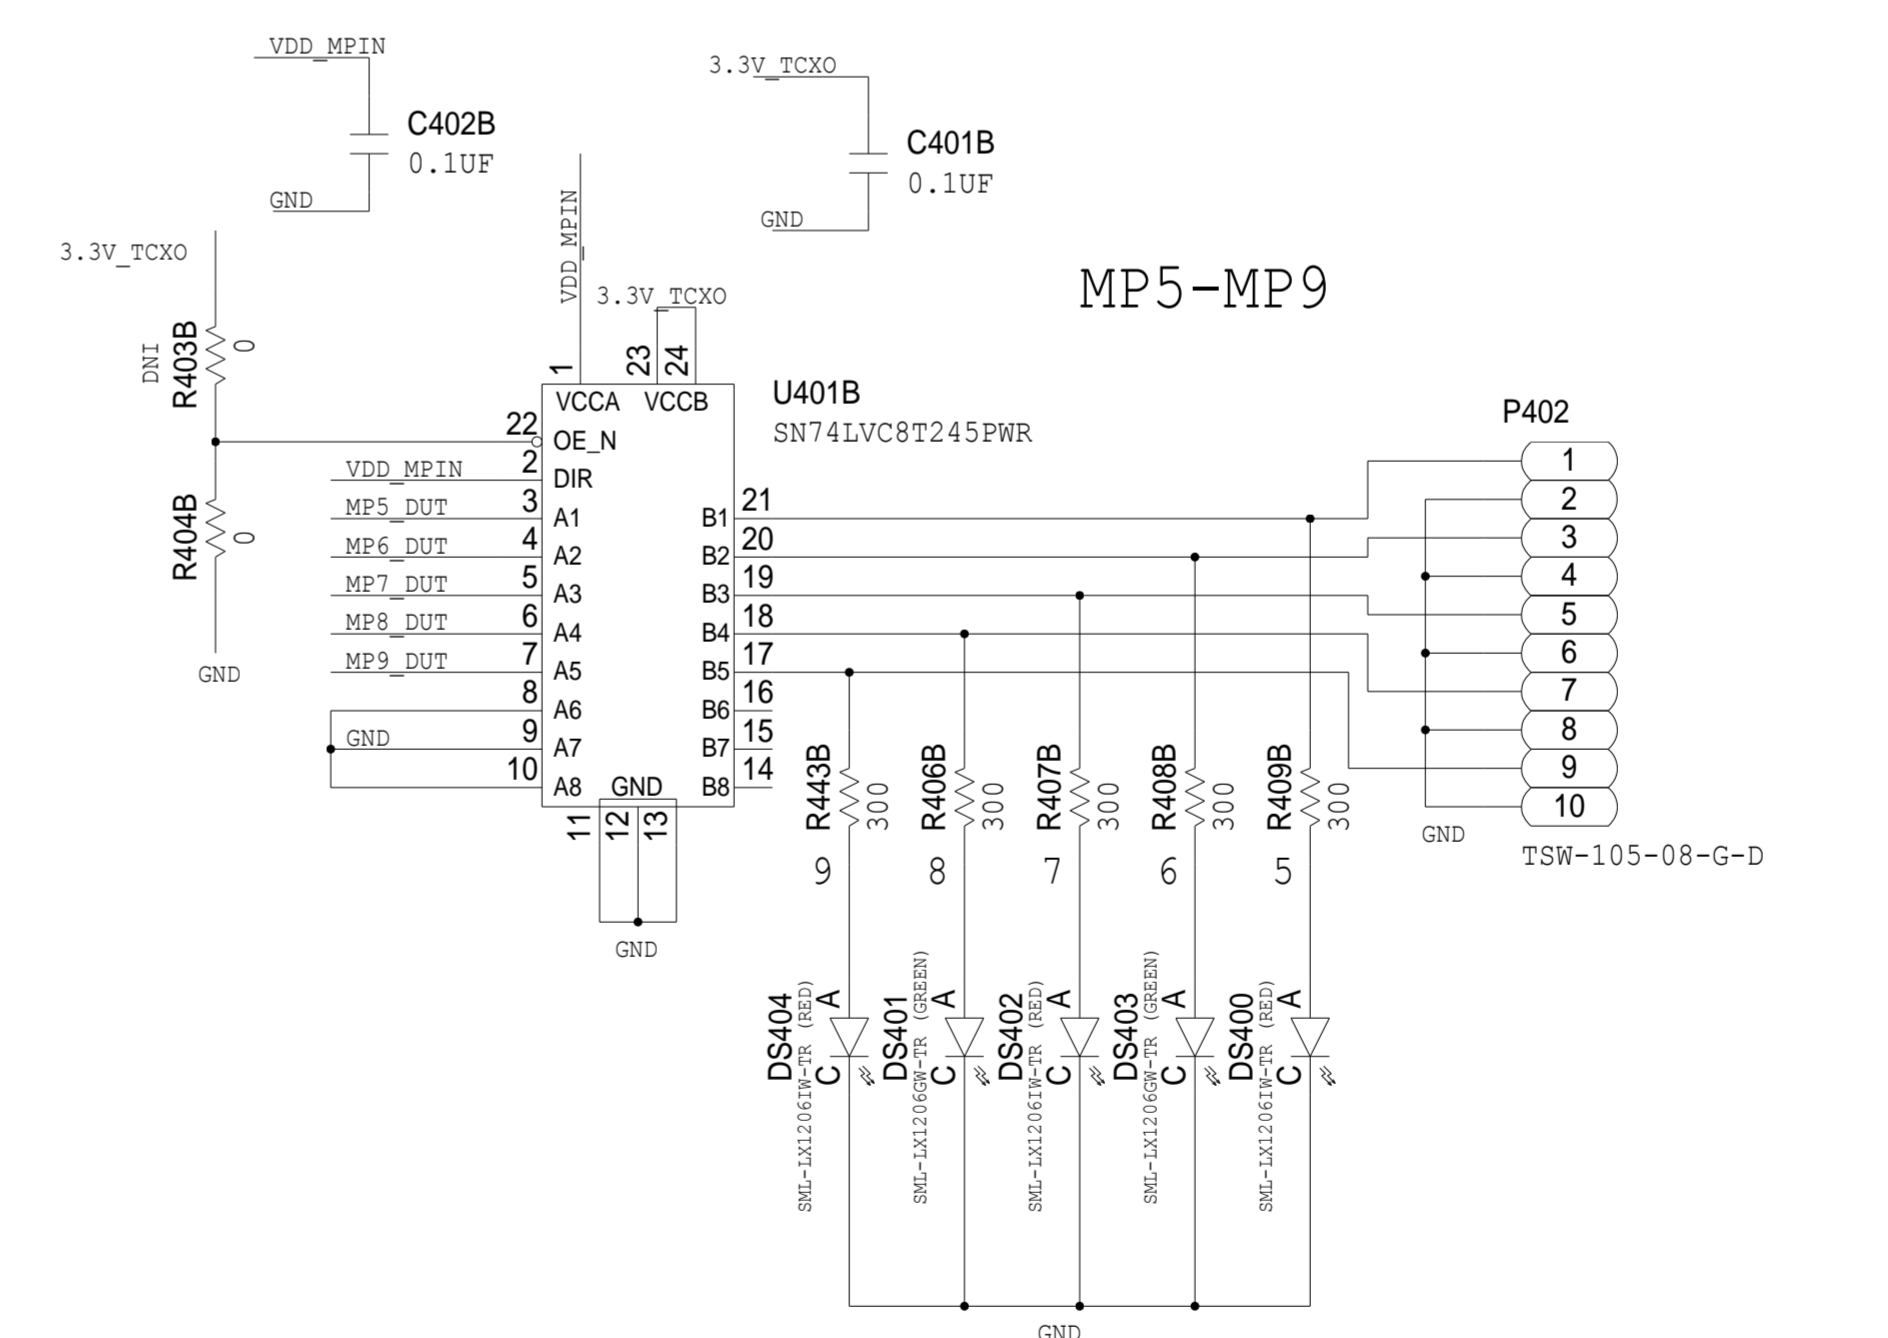 VDD_MPIN
C402B
0.1UF
GND
3.3V_TCXO
C401B
0.1UF
GND
MP5-MP9
3.3V_TCXO
DNI
R403B
0
R404B
0
GND
VDD_MPIN
3.3V_TCXO
1
23
24
VCCA VCCB
U401B
SN74LVC8T245PWR
22 OE_N
VDD_MPIN 2 DIR
MP5_DUT 3 A1 B1 21
MP6_DUT 4 A2 B2 20
MP7_DUT 5 A3 B3 19
MP8_DUT 6 A4 B4 18
MP9_DUT 7 A5 B5 17
8 A6 B6 16
GND 9 A7 B7 15
10 A8 GND B8 14
11
12
13
GND
P402
1
2
3
4
5
6
7
8
9
10
GND
TSW-105-08-G-D
R443B
300
R406B
300
R407B
300
R408B
300
R409B
300
9 8 7 6 5
DS404
SML-LX1206IW-TR (RED)
A
C
DS401
SML-LX1206GW-TR (GREEN)
A
C
DS402
SML-LX1206IW-TR (RED)
A
C
DS403
SML-LX1206GW-TR (GREEN)
A
C
DS400
SML-LX1206IW-TR (RED)
A
C
GND